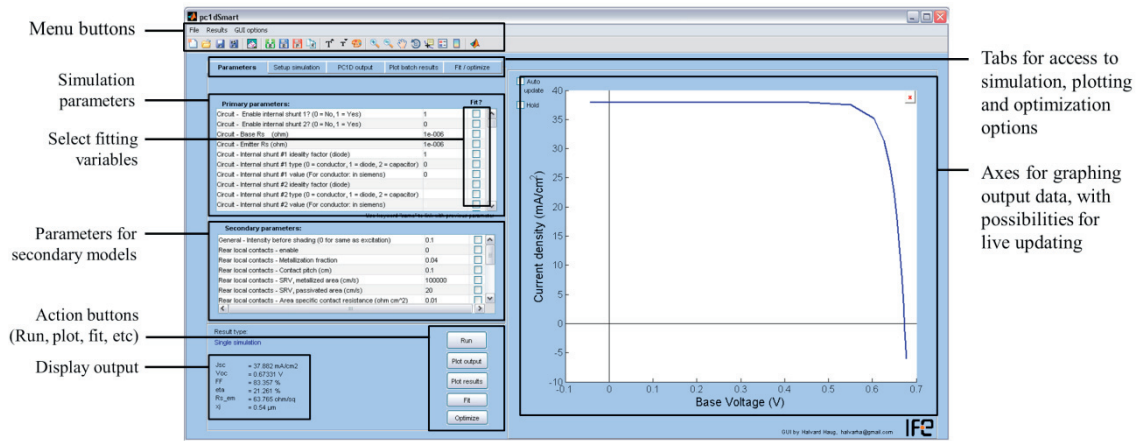 pc1dSmart
Menu buttons
File Results GUI options
Parameters Setup simulation PC1D output Plot batch results Fit / optimize
Tabs for access to
simulation, plotting
and optimization
options
Simulation
parameters
Primary parameters: Fit?
Circuit - Enable internal shunt 1? (0 = No, 1 = Yes) 1
Circuit - Enable internal shunt 2? (0 = No, 1 = Yes) 0
Circuit - Base Rs (ohm) 1e-006
Circuit - Emitter Rs (ohm) 1e-006
Circuit - Internal shunt #1 ideality factor (diode) 1
Circuit - Internal shunt #1 type (0 = conductor, 1 = diode, 2 = capacitor) 0
Circuit - Internal shunt #1 value (For conductor: in siemens) 0
Circuit - Internal shunt #2 ideality factor (diode)
Circuit - Internal shunt #2 type (0 = conductor, 1 = diode, 2 = capacitor)
Circuit - Internal shunt #2 value (For conductor: in siemens)
Select fitting
variables
Parameters for
secondary models
Secondary parameters:
General - Intensity before shading (0 for same as excitation) 0.1
Rear local contacts - enable 0
Rear local contacts - Metallization fraction 0.04
Rear local contacts - Contact pitch (cm) 0.1
Rear local contacts - SRV, metallized area (cm/s) 100000
Rear local contacts - SRV, passivated area (cm/s) 20
Rear local contacts - Area specific contact resistance (ohm cm^2) 0.01
Action buttons
(Run, plot, fit, etc)
Display output
Result type:
Single simulation
Jsc = 37.882 mA/cm2
Voc = 0.67331 V
FF = 83.357 %
eta = 21.261 %
Rs_em = 63.765 ohm/sq
xj = 0.54 µm
Run
Plot output
Plot results
Fit
Optimize
Auto
update
Hold
40
35
30
25
20
15
10
5
0
-5
-10
Current density (mA/cm²)
-0.1 0 0.1 0.2 0.3 0.4 0.5 0.6 0.7
Base Voltage (V)
Axes for graphing
output data, with
possibilities for
live updating
GUI by Halvard Haug, halvarha@gmail.com
IFE